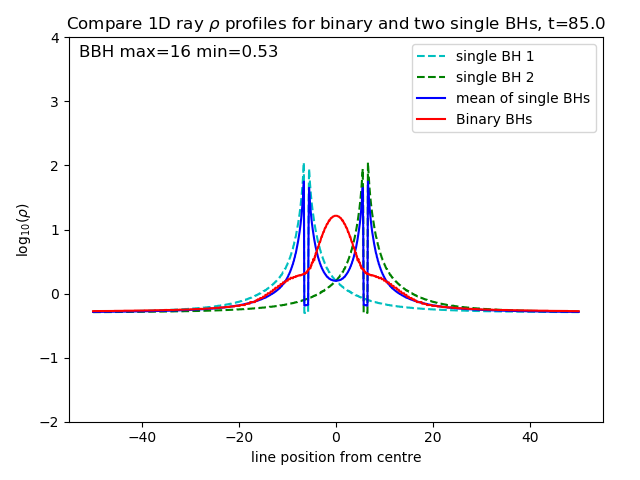 Compare 1D ray ρ profiles for binary and two single BHs, t=85.0
BBH max=16 min=0.53
single BH 1
single BH 2
mean of single BHs
Binary BHs
log₁₀(ρ)
4
3
2
1
0
−1
−2
−40 −20 0 20 40
line position from centre